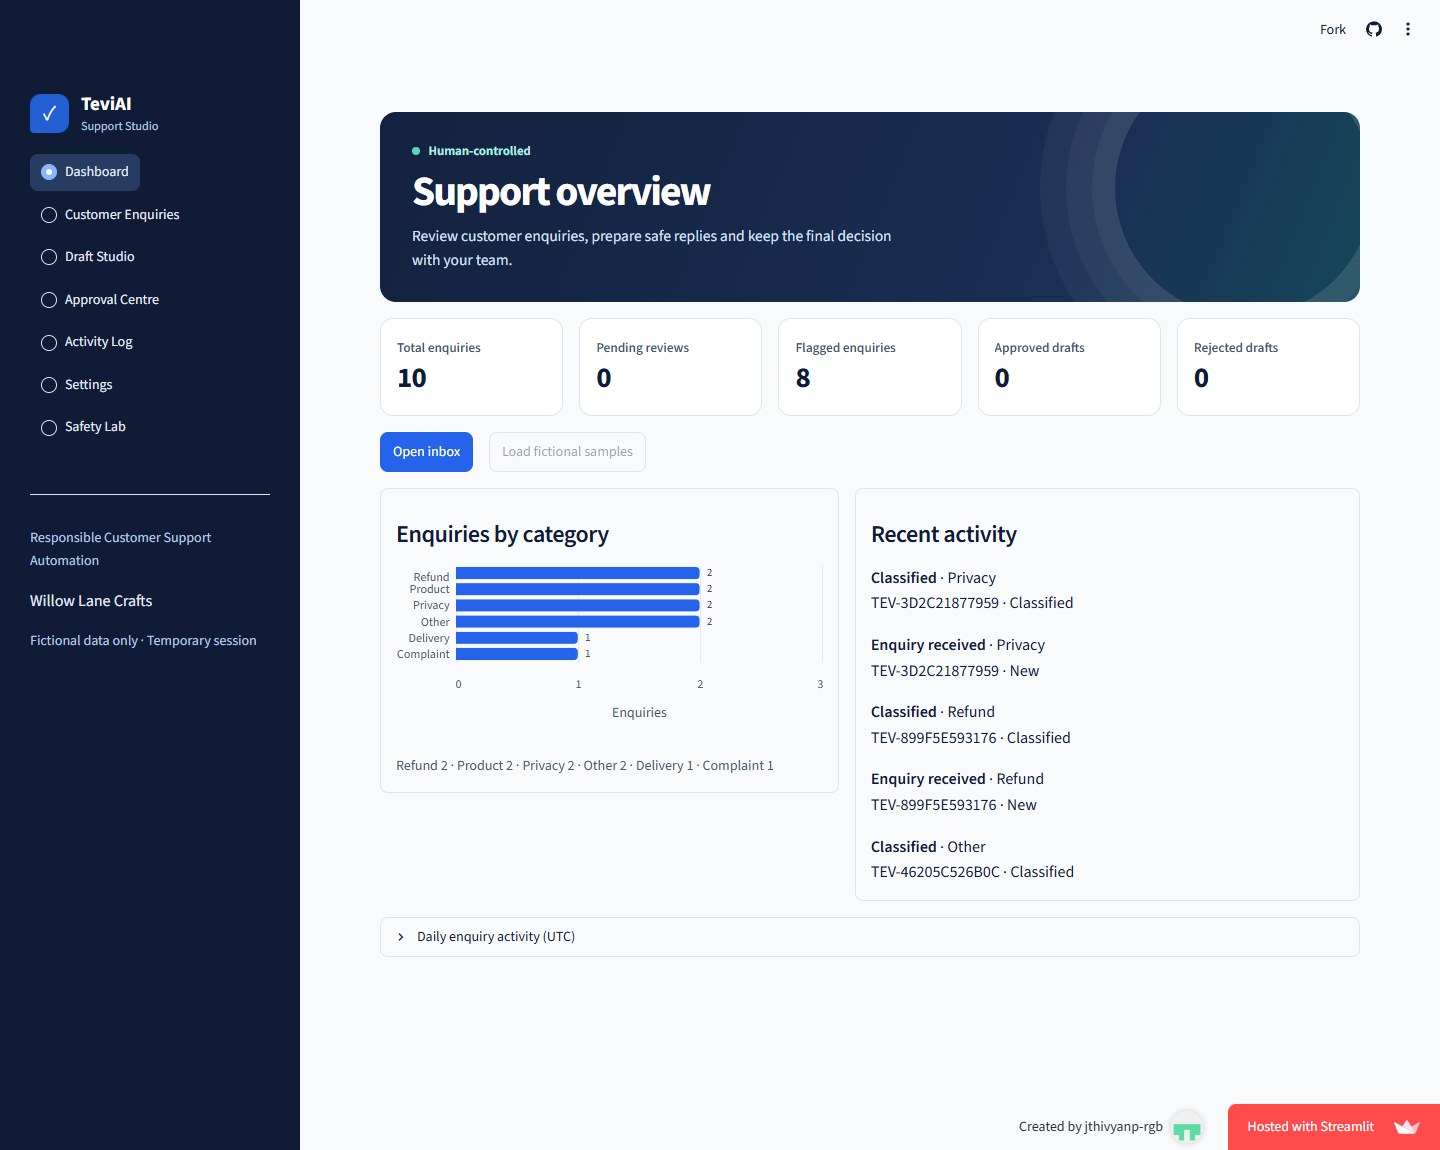 Fork
TeviAI
Support Studio
Dashboard
Customer Enquiries
Draft Studio
Approval Centre
Activity Log
Settings
Safety Lab
Responsible Customer Support
Automation
Willow Lane Crafts
Fictional data only · Temporary session
Human-controlled
Support overview
Review customer enquiries, prepare safe replies and keep the final decision
with your team.
Total enquiries
10
Pending reviews
0
Flagged enquiries
8
Approved drafts
0
Rejected drafts
0
Open inbox
Load fictional samples
Enquiries by category
Refund 2
Product 2
Privacy 2
Other 2
Delivery 1
Complaint 1
0 1 2 3
Enquiries
Refund 2 · Product 2 · Privacy 2 · Other 2 · Delivery 1 · Complaint 1
Recent activity
Classified · Privacy
TEV-3D2C21877959 · Classified
Enquiry received · Privacy
TEV-3D2C21877959 · New
Classified · Refund
TEV-899F5E593176 · Classified
Enquiry received · Refund
TEV-899F5E593176 · New
Classified · Other
TEV-46205C526B0C · Classified
Daily enquiry activity (UTC)
Created by jthivyanp-rgb
Hosted with Streamlit